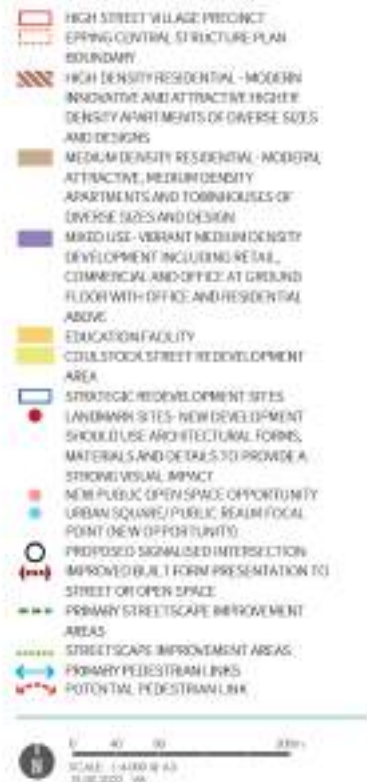 HIGH STREET VILLAGE PRECINCT
EPPING CENTRAL STRUCTURE PLAN
BOUNDARY
HIGH DENSITY RESIDENTIAL - MODERN
INNOVATIVE AND ATTRACTIVE HIGHER
DENSITY APARTMENTS OF DIVERSE SIZES
AND DESIGNS
MEDIUM DENSITY RESIDENTIAL - MODERN,
ATTRACTIVE, MEDIUM DENSITY
APARTMENTS AND TOWNHOUSES OF
DIVERSE SIZES AND DESIGN
MIXED USE - VIBRANT MEDIUM DENSITY
DEVELOPMENT INCLUDING RETAIL,
COMMERCIAL AND OFFICE AT GROUND
FLOOR WITH OFFICE AND RESIDENTIAL
ABOVE
EDUCATION FACILITY
COULSTOCK STREET REDEVELOPMENT
AREA
STRATEGIC REDEVELOPMENT SITES
LANDMARK SITES - NEW DEVELOPMENT
SHOULD USE ARCHITECTURAL FORMS,
MATERIALS AND DETAILS TO PROVIDE A
STRONG VISUAL IMPACT
NEW PUBLIC OPEN SPACE OPPORTUNITY
URBAN SQUARE/ PUBLIC REALM FOCAL
POINT (NEW OPPORTUNITY)
PROPOSED SIGNALISED INTERSECTION
IMPROVED BUILT FORM PRESENTATION TO
STREET OR OPEN SPACE
PRIMARY STREETSCAPE IMPROVEMENT
AREAS
STREETSCAPE IMPROVEMENT AREAS
PRIMARY PEDESTRIAN LINKS
POTENTIAL PEDESTRIAN LINK
0 40 80 200m
SCALE 1:4000 @ A3